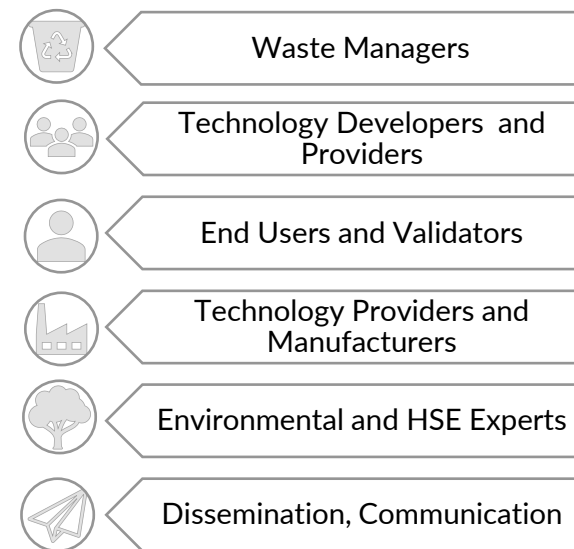 Waste Managers
Technology Developers and
Providers
End Users and Validators
Technology Providers and
Manufacturers
Environmental and HSE Experts
Dissemination, Communication